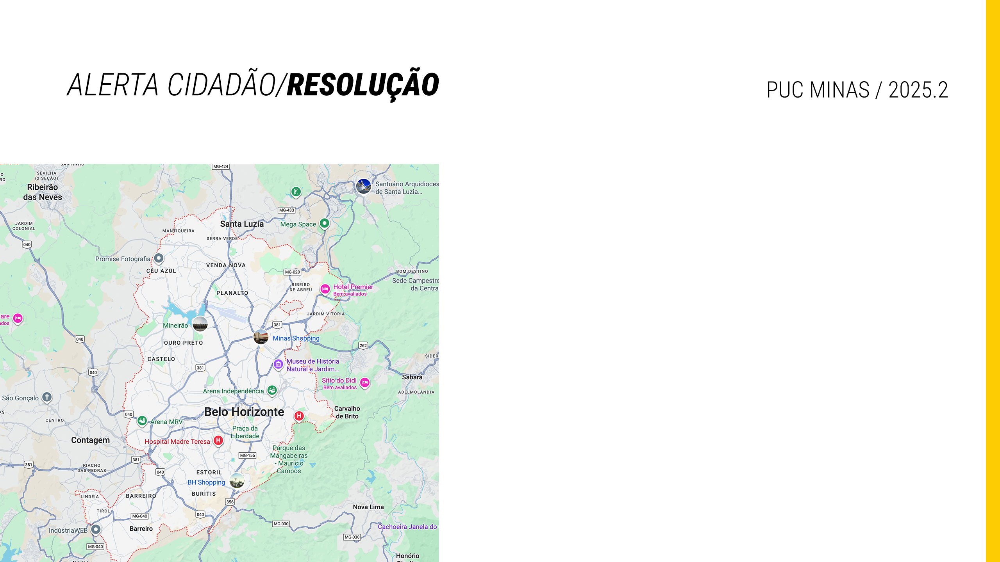 ALERTA CIDADÃO/RESOLUÇÃO
PUC MINAS / 2025.2
SEVILHA
(2 SEÇÃO)
Ribeirão
das Neves
MG-424
Santuário Arquidioces
de Santa Luzia...
MG-433
JARDIM
COLONIAL
Santa Luzia
Mega Space
MANTIQUEIRA
SERRA VERDE
040
Promise Fotografia
CÉU AZUL
VENDA NOVA
MG-020
BOM DESTINO
Sede Campestre
da Centra
RIBEIRO
DE ABREU
Hotel Premier
Bem avaliados
PLANALTO
JARDIM VITORIA
are
ados
Mineirão
381
Minas Shopping
040
OURO PRETO
262
CASTELO
SIDER
Museu de História
Natural e Jardim...
381
040
Sabará
Sítio do Didi
Bem avaliados
Arena Independência
ADELMOLÂNDIA
São Gonçalo
Belo Horizonte
Carvalho
de Brito
AS
040
H
CENTRO
Arena MRV
Praça da
Liberdade
Contagem
Hospital Madre Teresa
H
Parque das
Mangabeiras
- Maurício
Campos
MG-155
381
381
RIACHO
DAS PEDRAS
040
ESTORIL
BH Shopping
BURITIS
LINDÉIA
BARREIRO
356
Nova Lima
TIROL
MG-040
040
MG-030
Cachoeira Janela do
Barreiro
IndústriaWEB
MG-030
MG-040
Honório